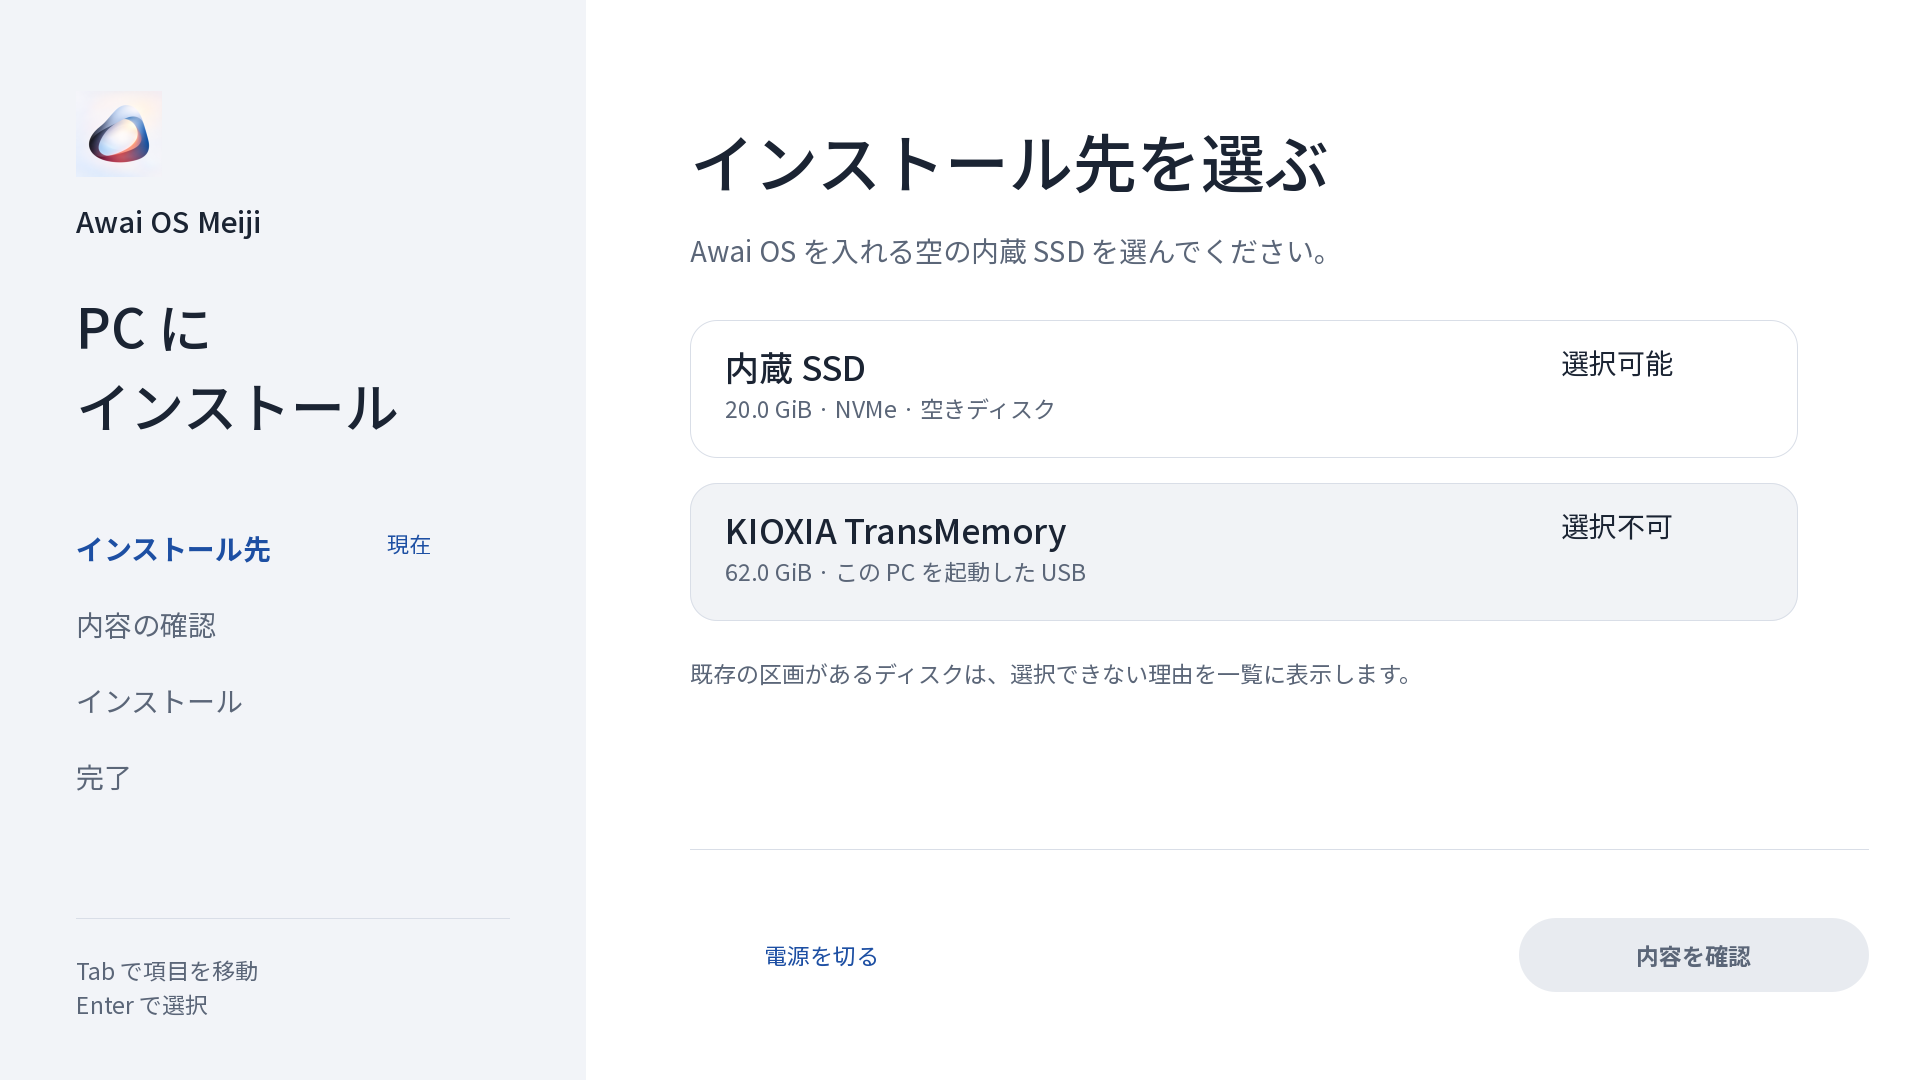 Awai OS Meiji
PC に
インストール
インストール先 現在
内容の確認
インストール
完了
Tab で項目を移動
Enter で選択
インストール先を選ぶ
Awai OS を入れる空の内蔵 SSD を選んでください。
内蔵 SSD 選択可能
20.0 GiB · NVMe · 空きディスク
KIOXIA TransMemory 選択不可
62.0 GiB · この PC を起動した USB
既存の区画があるディスクは、選択できない理由を一覧に表示します。
電源を切る 内容を確認